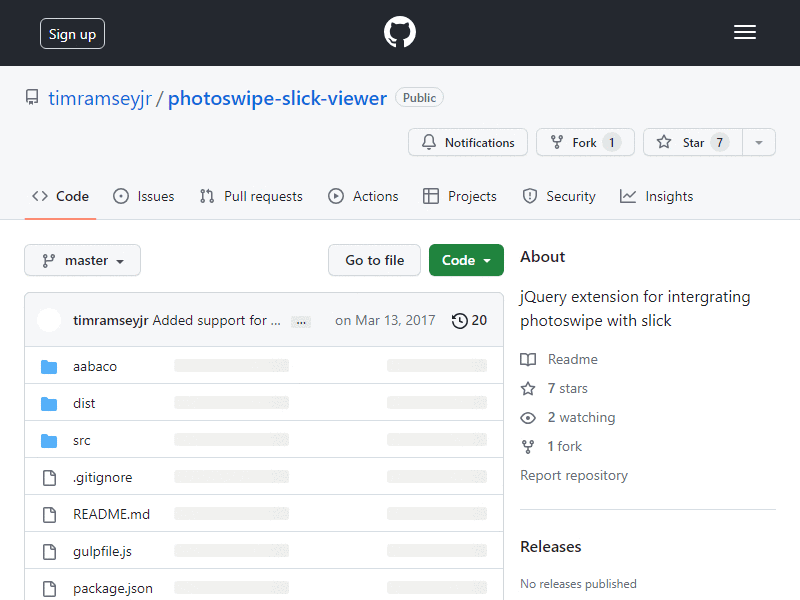 Sign up
timramseyjr / photoswipe-slick-viewer Public
Notifications Fork 1 Star 7
Code Issues Pull requests Actions Projects Security Insights
master Go to file Code
timramseyjr Added support for ... ... on Mar 13, 2017 20
aabaco
dist
src
.gitignore
README.md
gulpfile.js
package.json
About
jQuery extension for intergrating
photoswipe with slick
Readme
7 stars
2 watching
1 fork
Report repository
Releases
No releases published